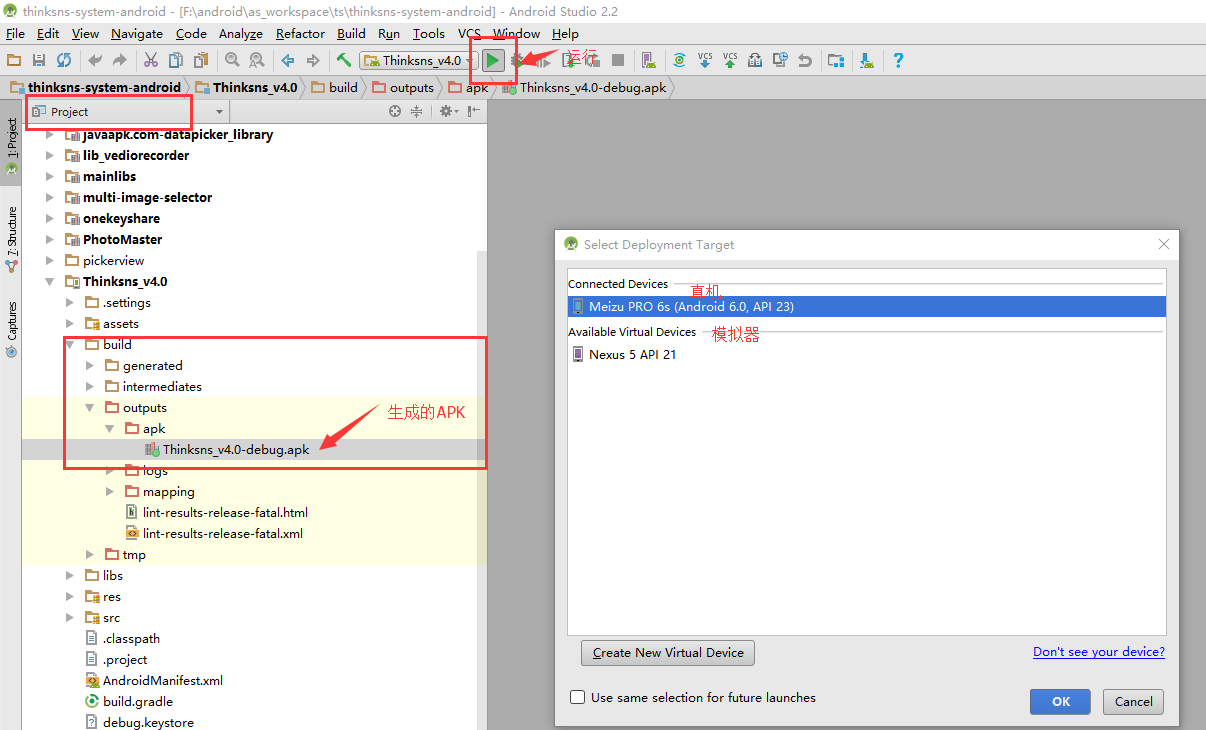 thinksns-system-android - [F:\android\as_workspace\ts\thinksns-system-android] - Android Studio 2.2
File Edit View Navigate Code Analyze Refactor Build Run Tools VCS Window Help
Thinksns_v4.0
运行
thinksns-system-android Thinksns_v4.0 build outputs apk Thinksns_v4.0-debug.apk
Project
1: Project
7: Structure
Captures
javaapk.com-datapicker_library
lib_vediorecorder
mainlibs
multi-image-selector
onekeyshare
PhotoMaster
pickerview
Thinksns_v4.0
.settings
assets
build
generated
intermediates
outputs
apk
生成的APK
Thinksns_v4.0-debug.apk
logs
mapping
lint-results-release-fatal.html
lint-results-release-fatal.xml
tmp
libs
res
src
.classpath
.project
AndroidManifest.xml
build.gradle
debug.keystore
Select Deployment Target
Connected Devices
真机
Meizu PRO 6s (Android 6.0, API 23)
Available Virtual Devices
模拟器
Nexus 5 API 21
Create New Virtual Device
Don't see your device?
Use same selection for future launches
OK
Cancel